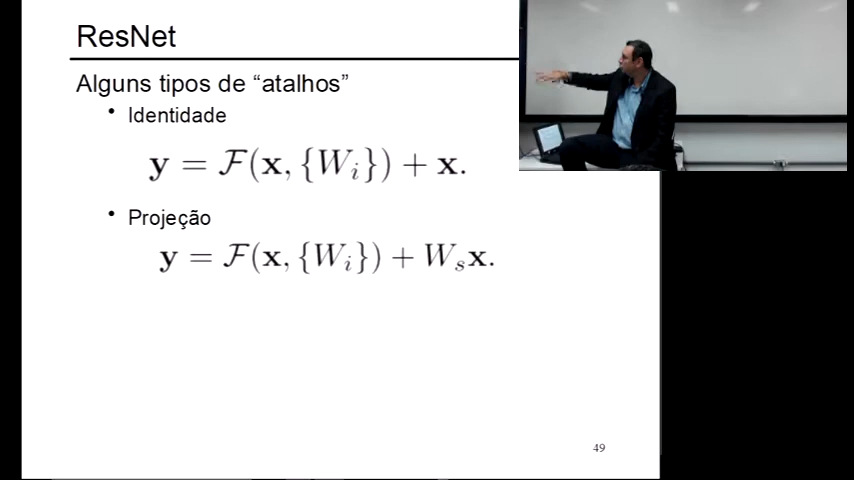 ResNet
Alguns tipos de “atalhos”
• Identidade
y = F(x, {W_i}) + x.
• Projeção
y = F(x, {W_i}) + W_s x.
49